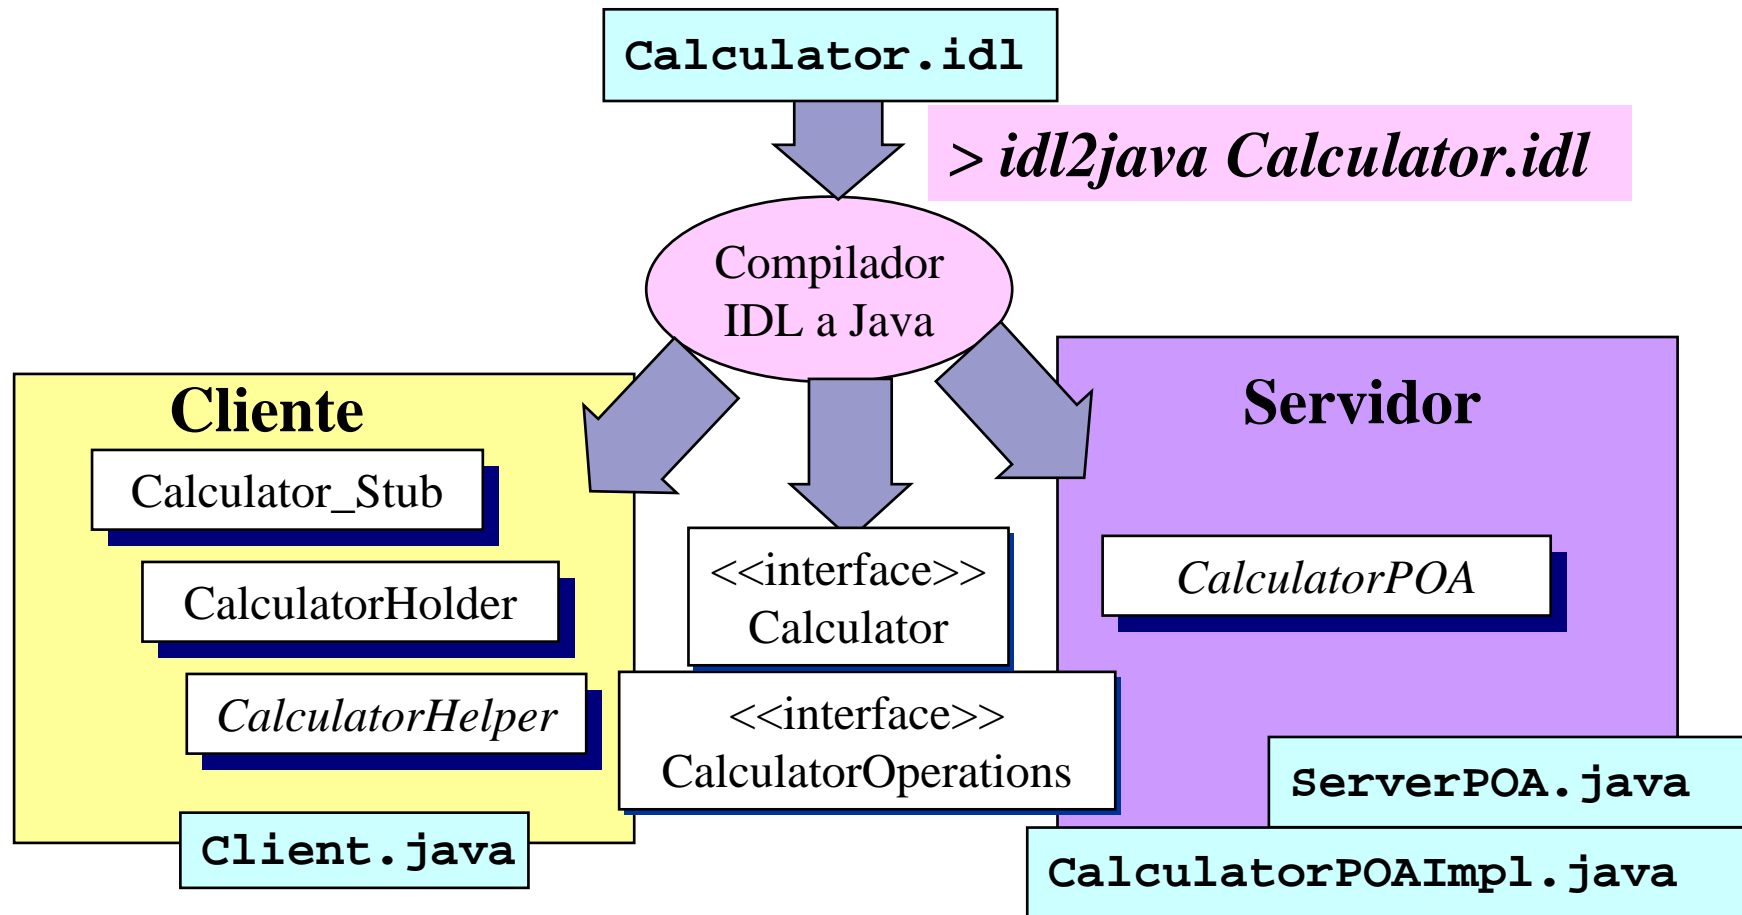 Calculator.idl
> idl2java Calculator.idl
Compilador
IDL a Java
Cliente
Calculator_Stub
CalculatorHolder
CalculatorHelper
Client.java
<<interface>>
Calculator
<<interface>>
CalculatorOperations
Servidor
CalculatorPOA
ServerPOA.java
CalculatorPOAImpl.java